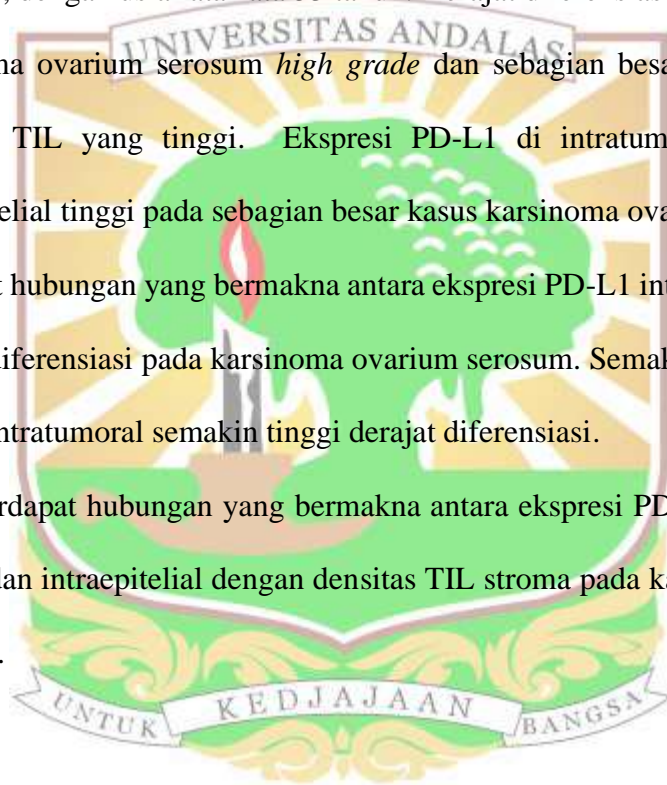 UNIVERSITAS ANDALAS
ma ovarium serosum high grade dan sebagian besa
TIL yang tinggi. Ekspresi PD-L1 di intratum
elial tinggi pada sebagian besar kasus karsinoma ova
t hubungan yang bermakna antara ekspresi PD-L1 int
diferensiasi pada karsinoma ovarium serosum. Semak
ntratumoral semakin tinggi derajat diferensiasi.
rdapat hubungan yang bermakna antara ekspresi PD
dan intraepitelial dengan densitas TIL stroma pada ka
.
UNTUK KEDJAJAAN BANGSA